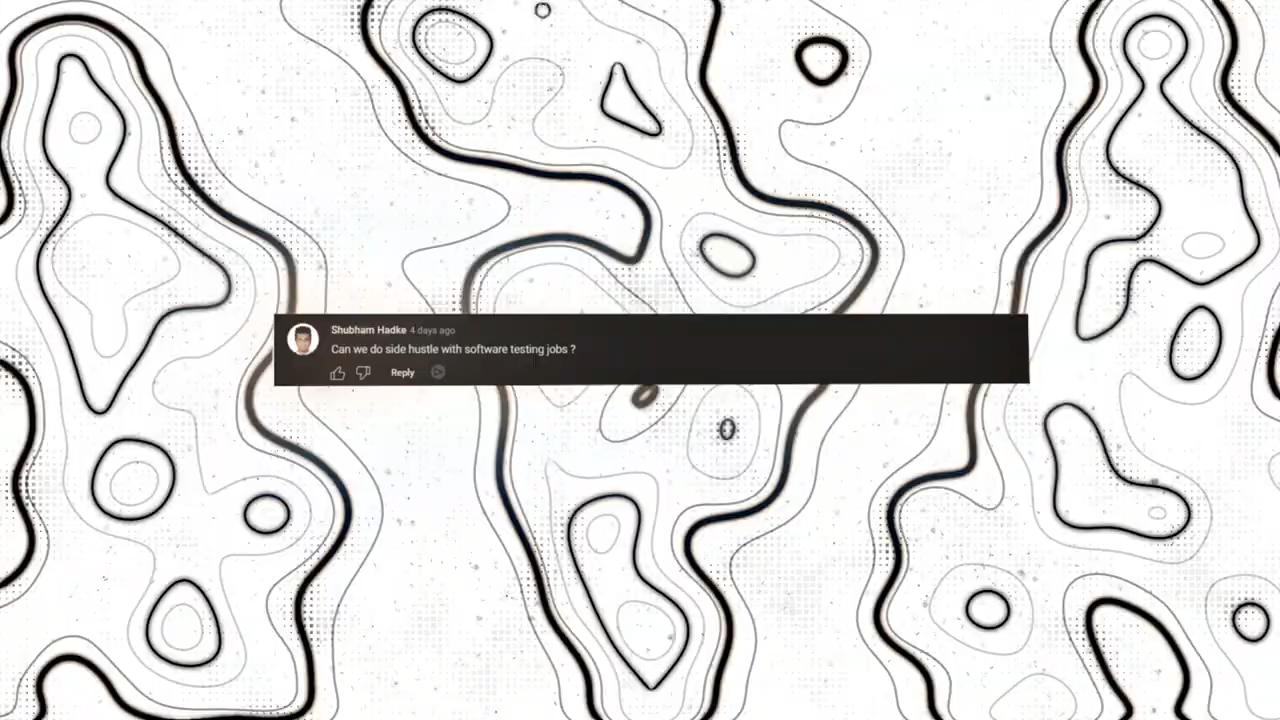 Shubham Hadke 4 days ago
Can we do side hustle with software testing jobs ?
Reply